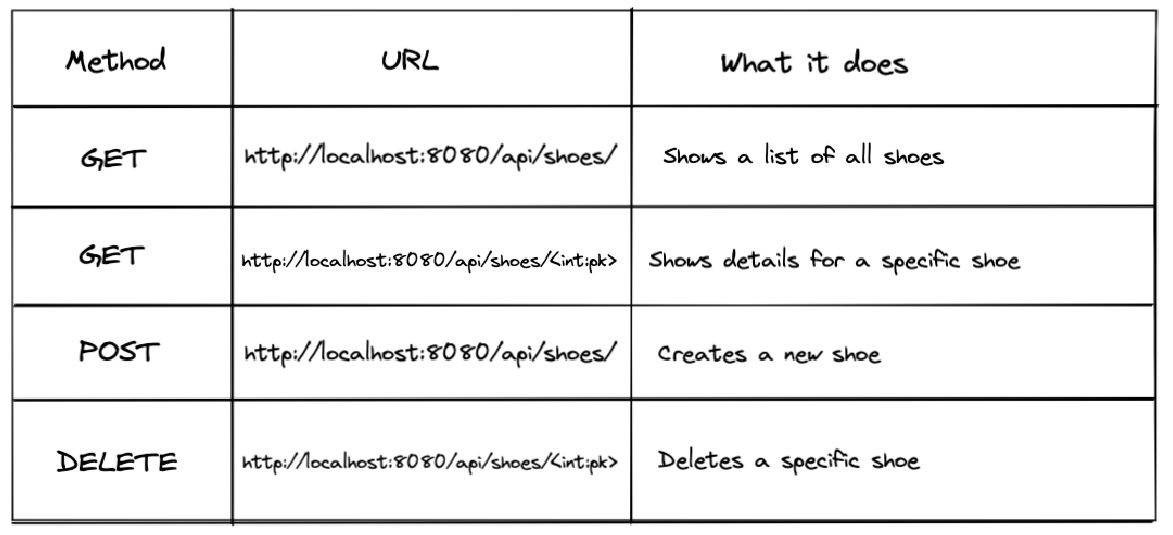 Method URL What it does
GET http://localhost:8080/api/shoes/ Shows a list of all shoes
GET http://localhost:8080/api/shoes/<int:pk> Shows details for a specific shoe
POST http://localhost:8080/api/shoes/ Creates a new shoe
DELETE http://localhost:8080/api/shoes/<int:pk> Deletes a specific shoe